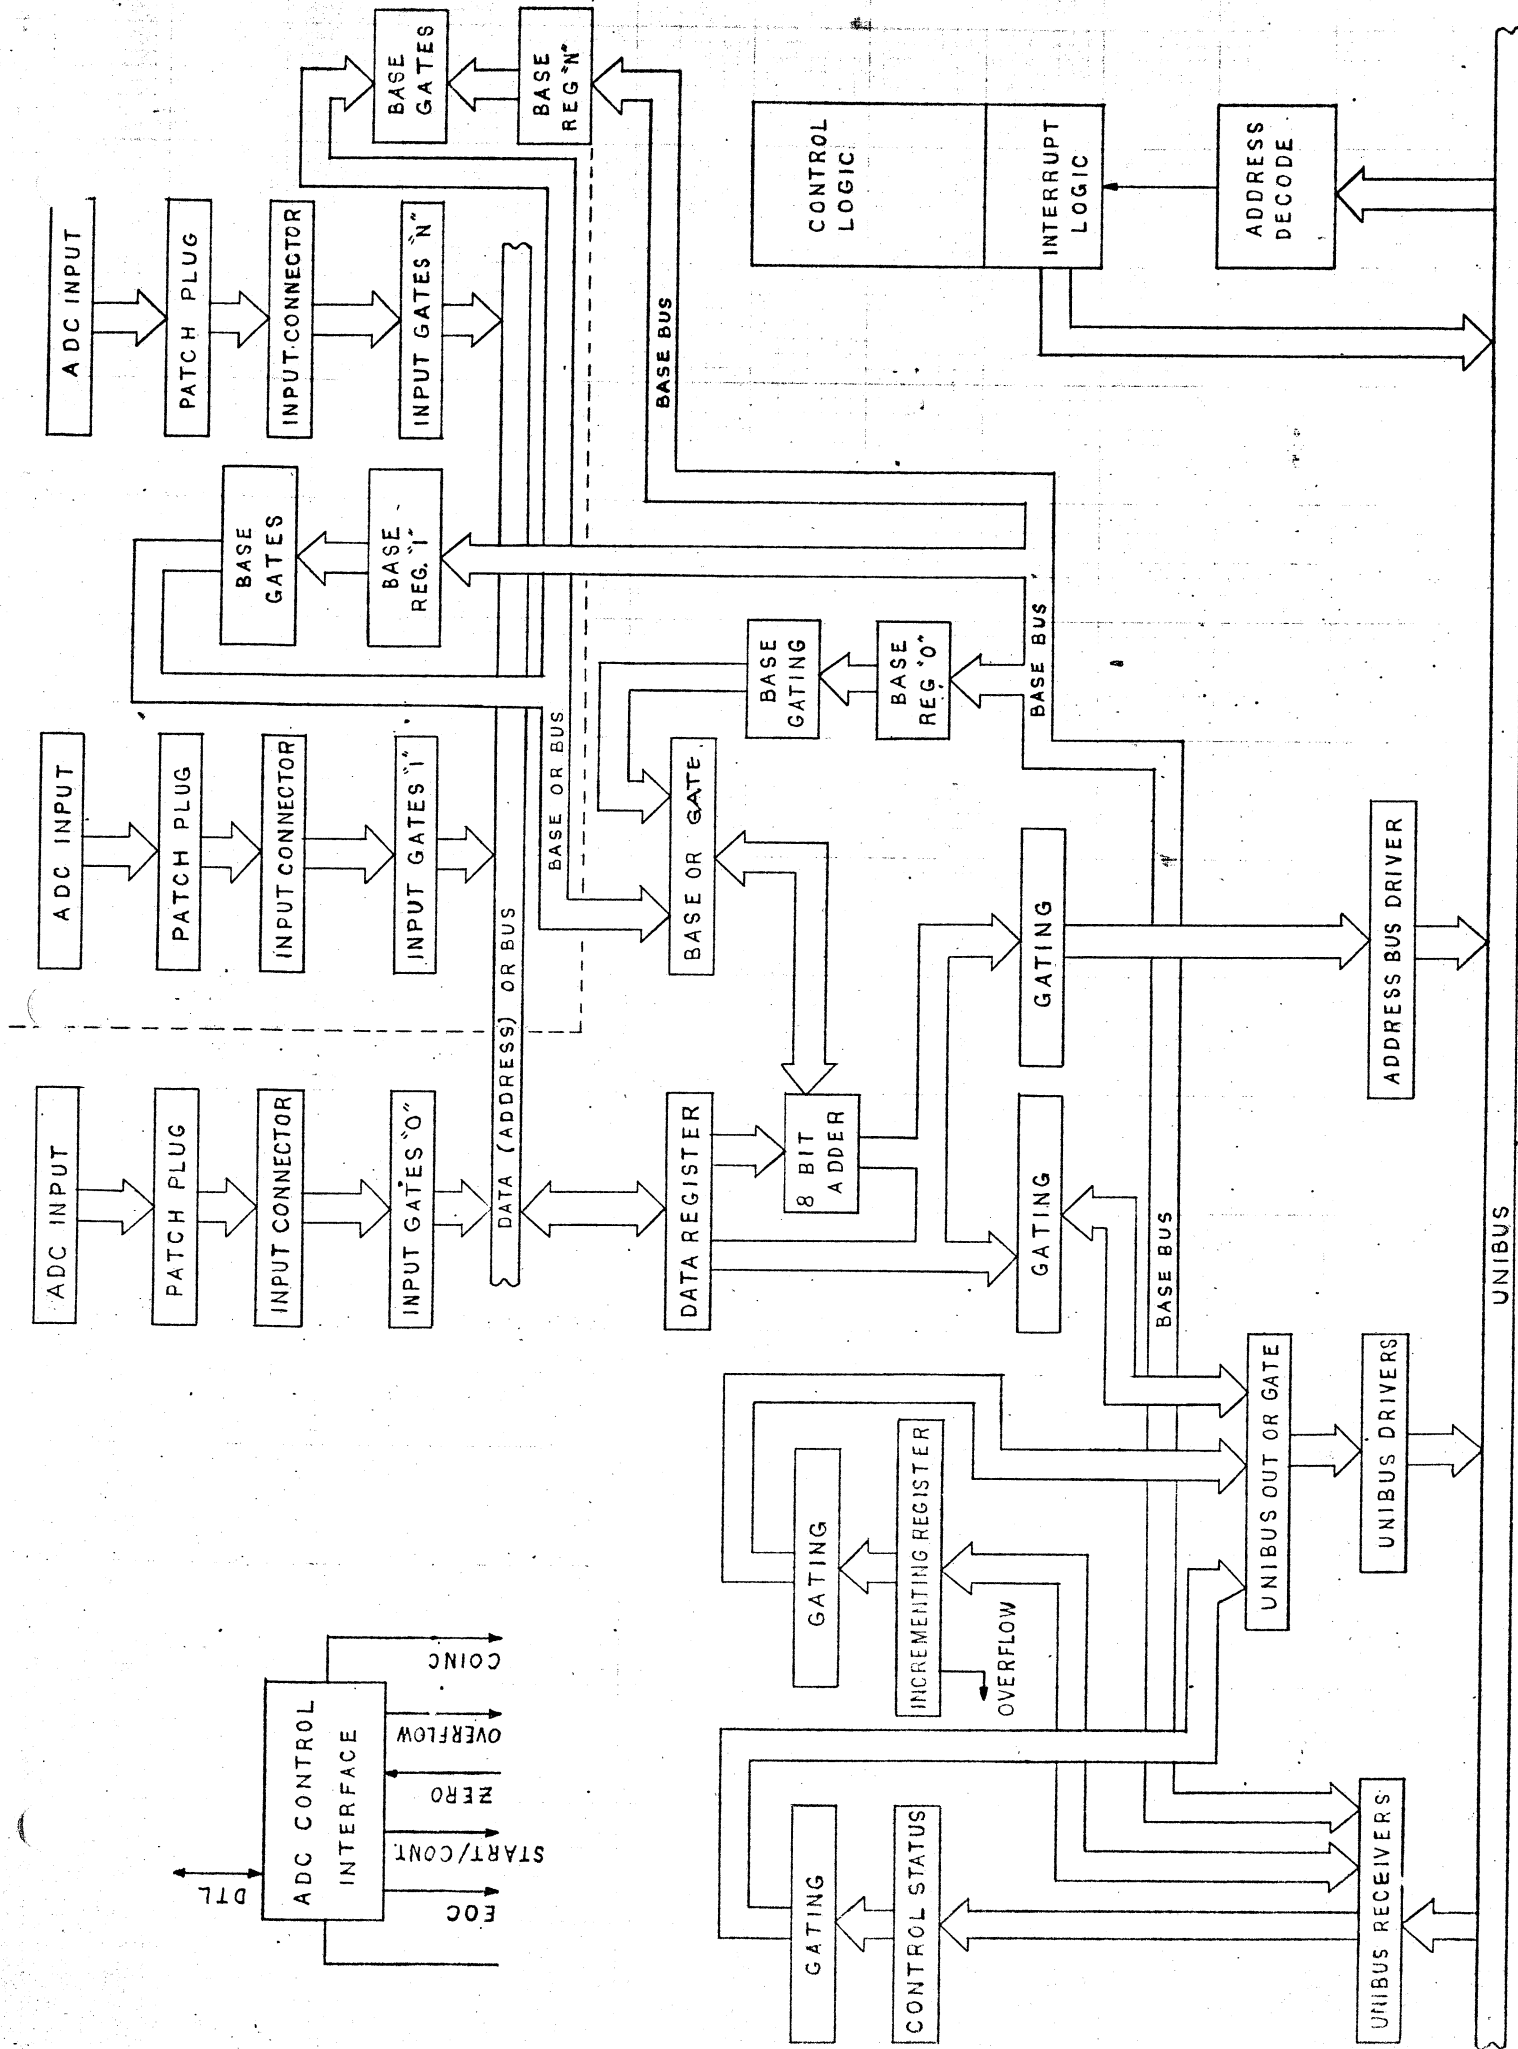 ADC INPUT
PATCH PLUG
INPUT CONNECTOR
INPUT GATES "N"
BASE
GATES
BASE
REG "N"
BASE
GATES
BASE
REG. "1"
ADC INPUT
PATCH PLUG
INPUT CONNECTOR
INPUT GATES "1"
ADC INPUT
PATCH PLUG
INPUT CONNECTOR
INPUT GATES "0"
DATA (ADDRESS) OR BUS
BASE OR BUS
BASE BUS
CONTROL
LOGIC
INTERRUPT
LOGIC
ADDRESS
DECODE
BASE
GATING
BASE
REG "0"
BASE BUS
BASE OR GATE
DATA REGISTER
8 BIT
ADDER
GATING
GATING
BASE BUS
ADDRESS BUS DRIVER
ADC CONTROL
INTERFACE
DTL
EOC
START/CONT.
ZERO
OVERFLOW
COINC
GATING
INCREMENTING REGISTER
OVERFLOW
GATING
CONTROL STATUS
UNIBUS OUT OR GATE
UNIBUS DRIVERS
UNIBUS RECEIVERS
UNIBUS